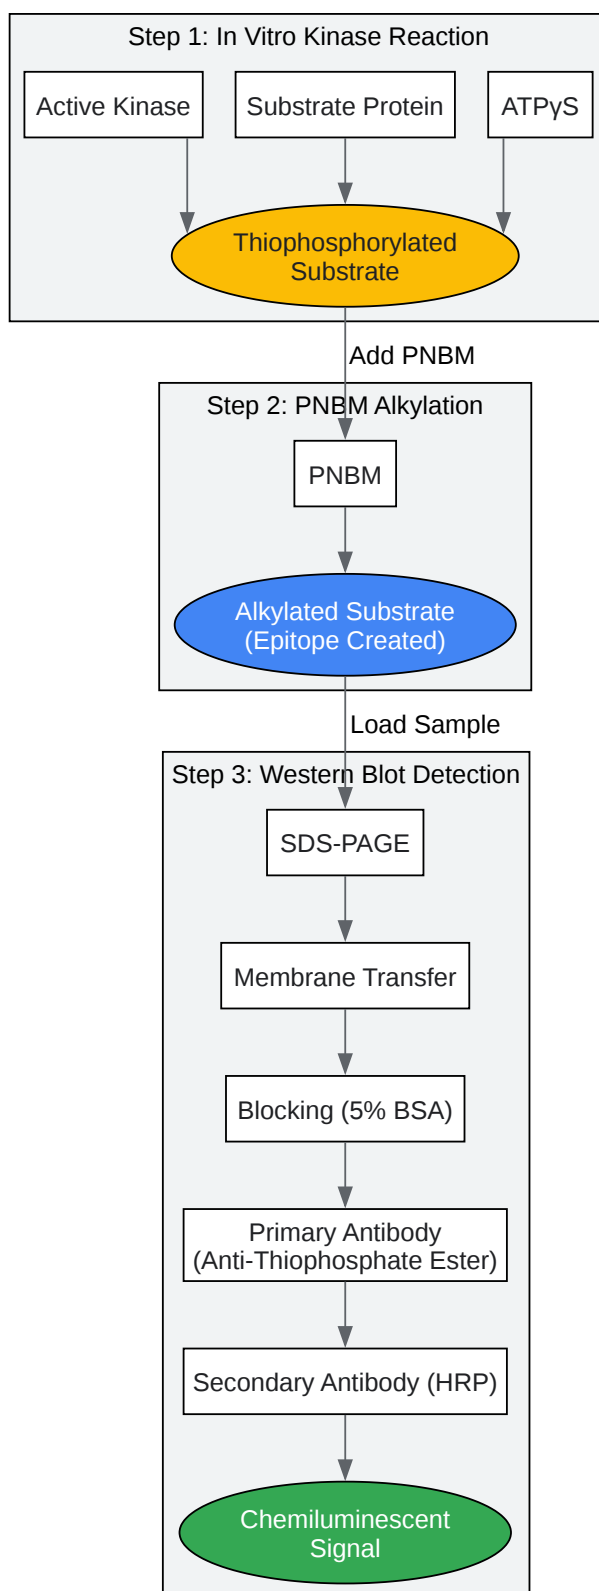 Step 1: In Vitro Kinase Reaction
Active Kinase
Substrate Protein
ATPγS
Thiophosphorylated
Substrate
Add PNBM
Step 2: PNBM Alkylation
PNBM
Alkylated Substrate
(Epitope Created)
Load Sample
Step 3: Western Blot Detection
SDS-PAGE
Membrane Transfer
Blocking (5% BSA)
Primary Antibody
(Anti-Thiophosphate Ester)
Secondary Antibody (HRP)
Chemiluminescent
Signal